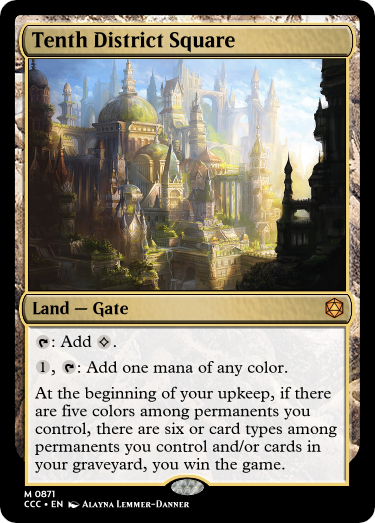 Tenth District Square
Land — Gate
: Add .
1, : Add one mana of any color.
At the beginning of your upkeep, if there
are five colors among permanents you
control, there are six or card types among
permanents you control and/or cards in
your graveyard, you win the game.
M 0871
CCC • EN Alayna Lemmer-Danner